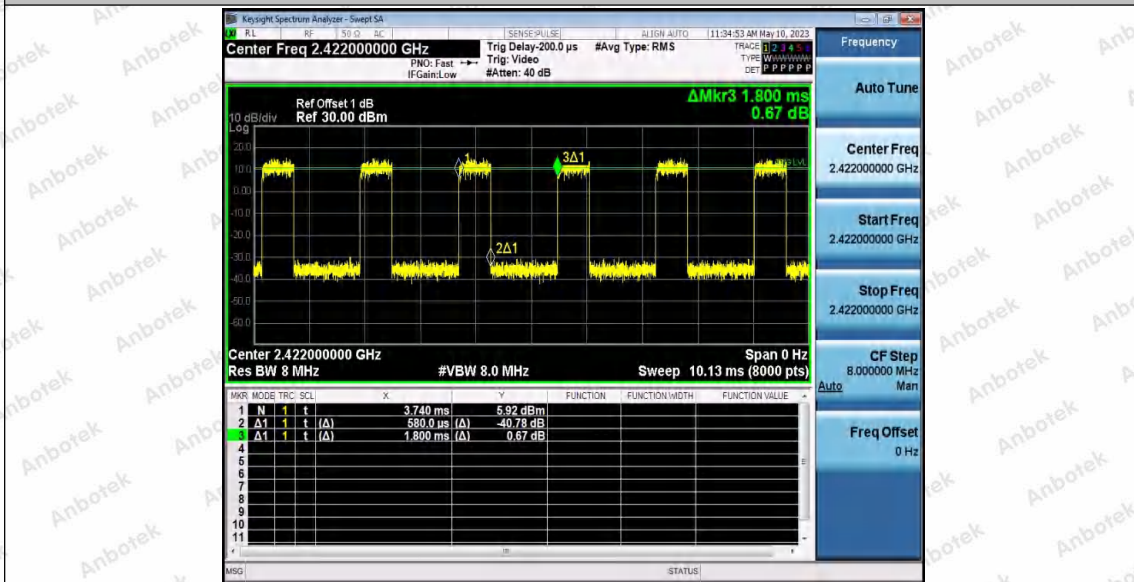 Keysight Spectrum Analyzer - Swept SA
RL RF 50 Ω AC SENSE:PULSE ALIGN AUTO 11:34:53 AM May 10, 2023
Center Freq 2.422000000 GHz
PNO: Fast
IFGain:Low
Trig Delay-200.0 µs
Trig: Video
#Atten: 40 dB
#Avg Type: RMS
TRACE 1 2 3 4 5 6
TYPE WWWWWW
DET P P P P P P
Frequency
Auto Tune
Center Freq
2.422000000 GHz
Start Freq
2.422000000 GHz
Stop Freq
2.422000000 GHz
CF Step
8.000000 MHz
Auto Man
Freq Offset
0 Hz
ΔMkr3 1.800 ms
0.67 dB
Ref Offset 1 dB
10 dB/div Ref 30.00 dBm
Log
20.0
10.0
0.00
-10.0
-20.0
-30.0
-40.0
-50.0
-60.0
1
3Δ1
2Δ1
Center 2.422000000 GHz Span 0 Hz
Res BW 8 MHz #VBW 8.0 MHz Sweep 10.13 ms (8000 pts)
MKR MODE TRC SCL X Y FUNCTION FUNCTION WIDTH FUNCTION VALUE
1 N 1 t 3.740 ms 5.92 dBm
2 Δ1 1 t (Δ) 580.0 µs (Δ) -40.78 dB
3 Δ1 1 t (Δ) 1.800 ms (Δ) 0.67 dB
4
5
6
7
8
9
10
11
MSG STATUS
Anbotek